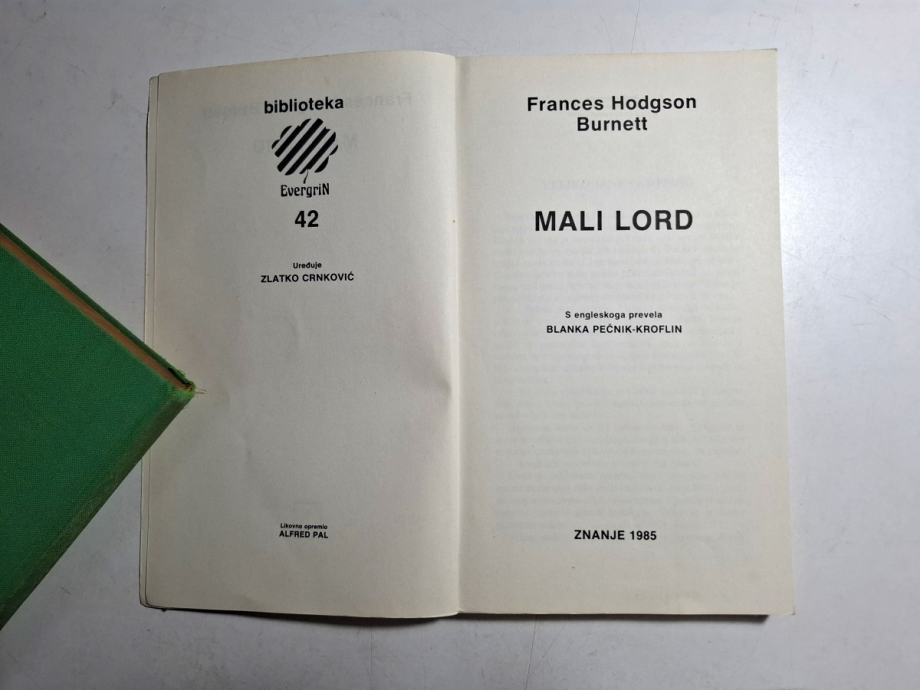 biblioteka
EvergriN
42
Uređuje
ZLATKO CRNKOVIĆ
Likovno opremio
ALFRED PAL
Frances Hodgson
Burnett
MALI LORD
S engleskoga prevela
BLANKA PEČNIK-KROFLIN
ZNANJE 1985